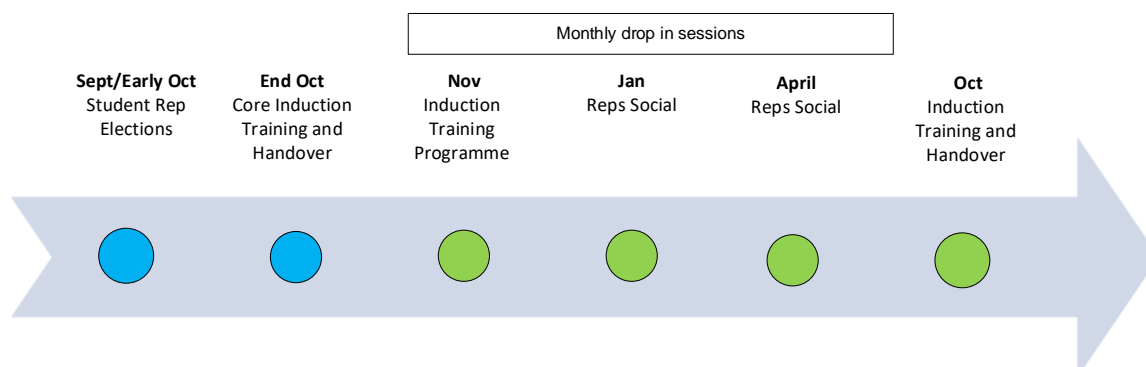 Monthly drop in sessions
Sept/Early Oct
Student Rep
Elections
End Oct
Core Induction
Training and
Handover
Nov
Induction
Training
Programme
Jan
Reps Social
April
Reps Social
Oct
Induction
Training and
Handover